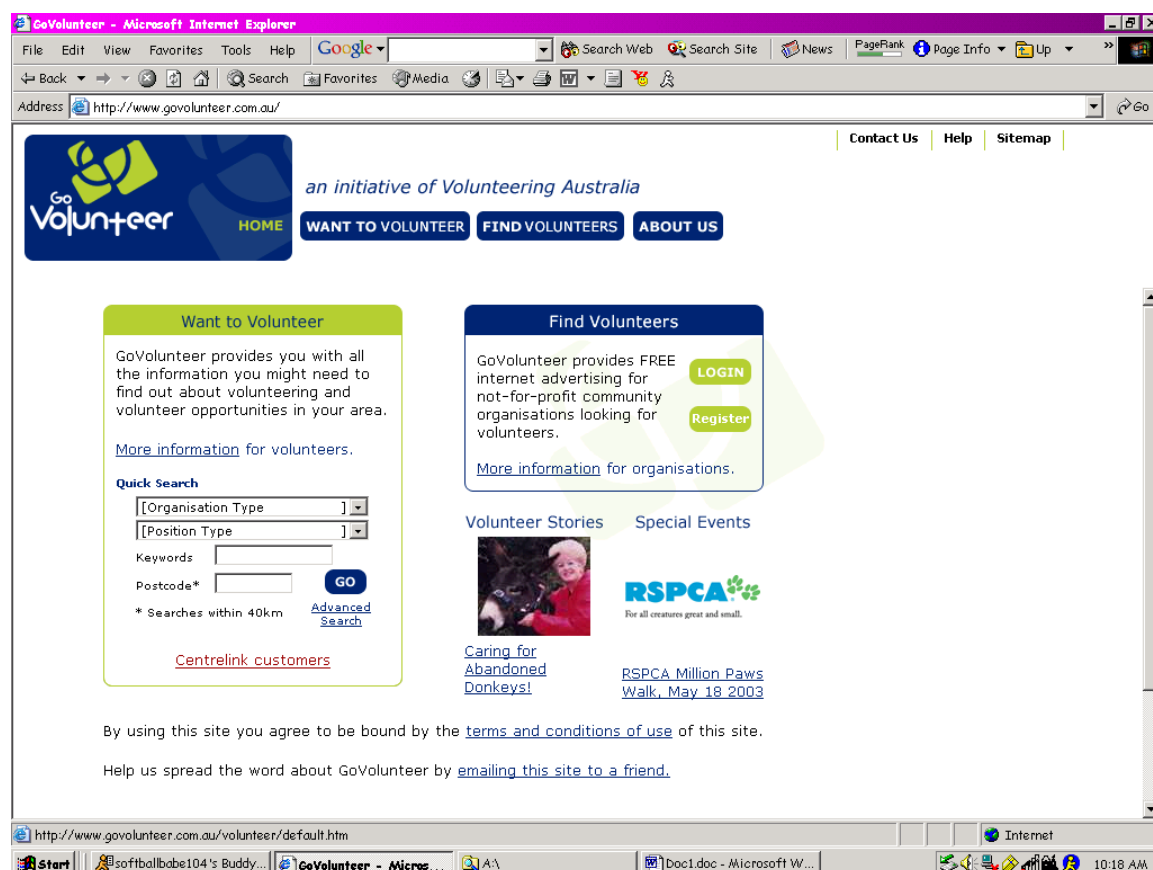 GoVolunteer - Microsoft Internet Explorer
File Edit View Favorites Tools Help Google Search Web Search Site News PageRank Page Info Up »
Back Search Favorites Media
Address http://www.govolunteer.com.au/ Go
Contact Us Help Sitemap
Go
Volunteer
an initiative of Volunteering Australia
HOME WANT TO VOLUNTEER FIND VOLUNTEERS ABOUT US
Want to Volunteer
GoVolunteer provides you with all
the information you might need to
find out about volunteering and
volunteer opportunities in your area.
More information for volunteers.
Quick Search
[Organisation Type ]
[Position Type ]
Keywords
Postcode* GO
* Searches within 40km
Advanced
Search
Centrelink customers
Find Volunteers
GoVolunteer provides FREE
internet advertising for
not-for-profit community
organisations looking for
volunteers.
LOGIN
Register
More information for organisations.
Volunteer Stories
Caring for
Abandoned
Donkeys!
Special Events
RSPCA
For all creatures great and small.
RSPCA Million Paws
Walk, May 18 2003
By using this site you agree to be bound by the terms and conditions of use of this site.
Help us spread the word about GoVolunteer by emailing this site to a friend.
http://www.govolunteer.com.au/volunteer/default.htm Internet
Start softballbabe104's Buddy... GoVolunteer - Micros... A:\ Doc1.doc - Microsoft W... 10:18 AM